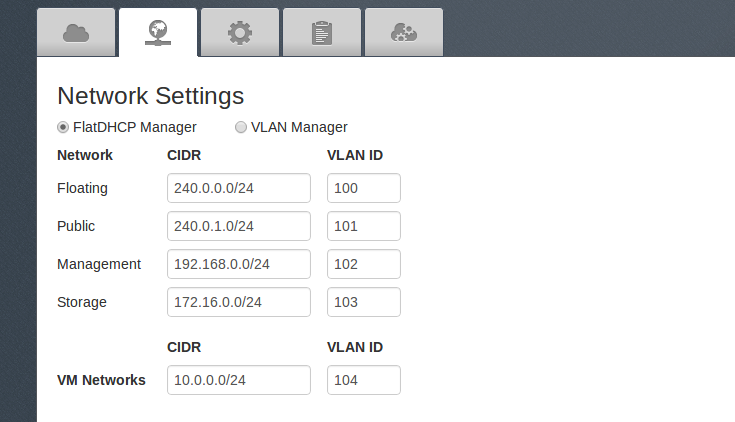 Network Settings
FlatDHCP Manager VLAN Manager
Network CIDR VLAN ID
Floating 240.0.0.0/24 100
Public 240.0.1.0/24 101
Management 192.168.0.0/24 102
Storage 172.16.0.0/24 103
CIDR VLAN ID
VM Networks 10.0.0.0/24 104